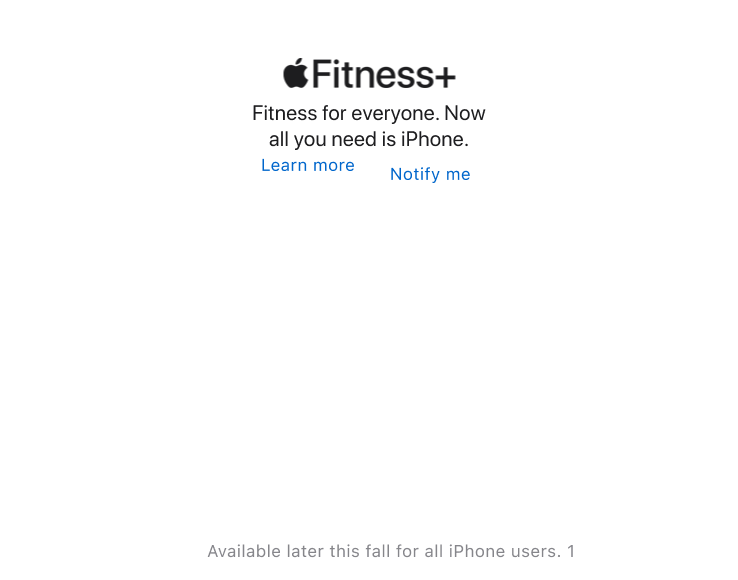 Fitness+
Fitness for everyone. Now
all you need is iPhone.
Learn more
Notify me
Available later this fall for all iPhone users. 1